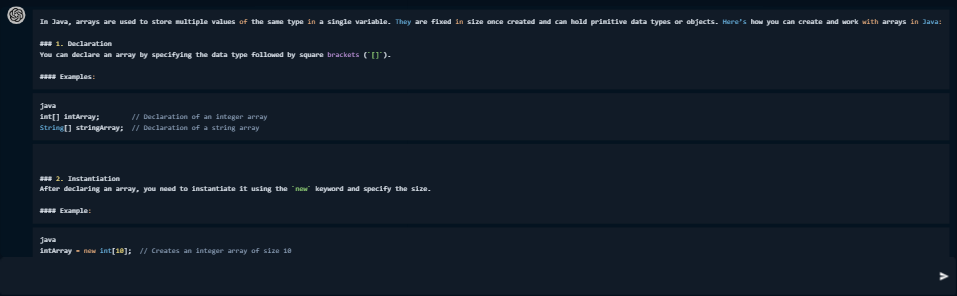 In Java, arrays are used to store multiple values of the same type in a single variable. They are fixed in size once created and can hold primitive data types or objects. Here's how you can create and work with arrays in Java:
### 1. Declaration
You can declare an array by specifying the data type followed by square brackets (`[]`).
#### Examples:
java
int[] intArray;        // Declaration of an integer array
String[] stringArray;  // Declaration of a string array
### 2. Instantiation
After declaring an array, you need to instantiate it using the `new` keyword and specify the size.
#### Example:
java
intArray = new int[10];  // Creates an integer array of size 10